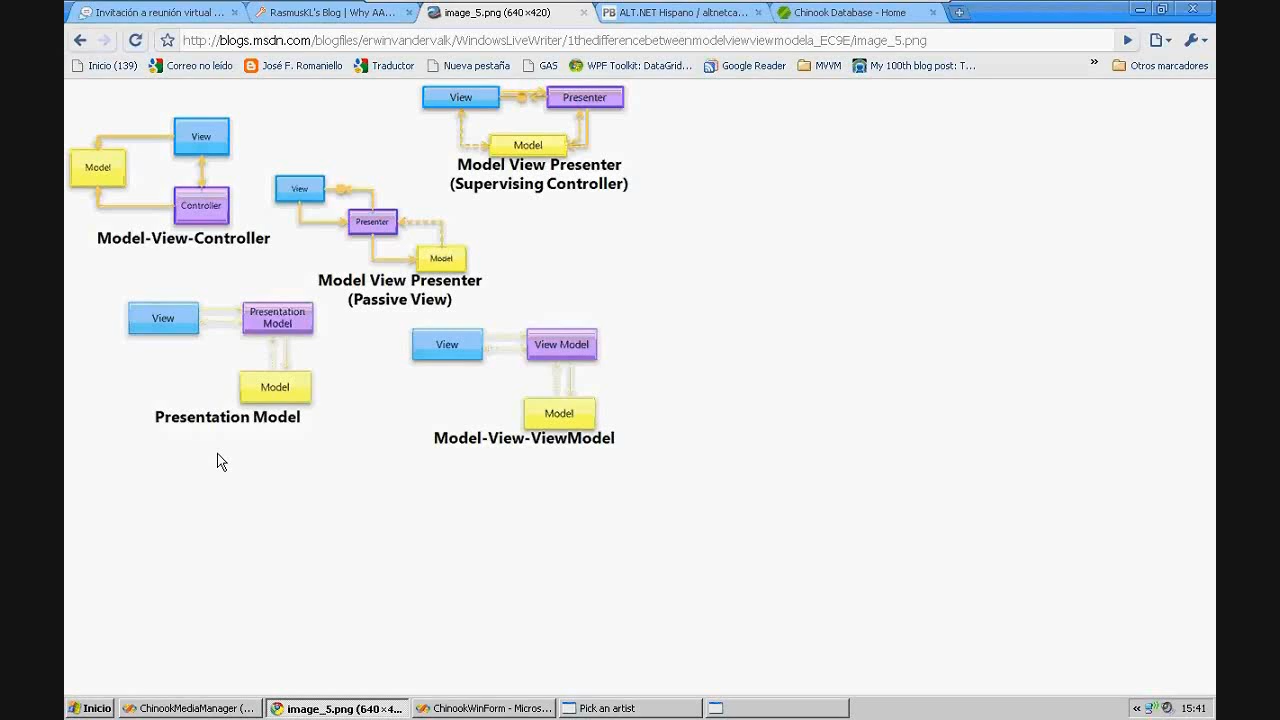 Invitación a reunión virtual ...
RasmusKL's Blog | Why AA...
image_5.png (640×420)
ALT.NET Hispano / altnetca...
Chinook Database - Home
http://blogs.msdn.com/blogfiles/erwinvandervalk/WindowsLiveWriter/1thedifferencebetweenmodelviewviewmodela_EC9E/image_5.png
Inicio (139)
Correo no leído
José F. Romaniello
Traductor
Nueva pestaña
GAS
WPF Toolkit: DataGrid...
Google Reader
MVVM
My 100th blog post: T...
»
Otros marcadores
View
Presenter
Model
Model View Presenter
(Supervising Controller)
View
Model
Controller
Model-View-Controller
View
Presenter
Model
Model View Presenter
(Passive View)
View
Presentation
Model
Model
Presentation Model
View
View Model
Model
Model-View-ViewModel
Inicio
ChinookMediaManager (...
image_5.png (640×4...
ChinookWinForm - Micros...
Pick an artist
«
15:41